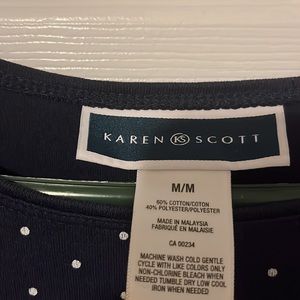 KAREN KS SCOTT
M/M
60% COTTON/COTON
40% POLYESTER/POLYESTER
MADE IN MALAYSIA
FABRIQUÉ EN MALAISIE
CA 00234
MACHINE WASH COLD GENTLE
CYCLE WITH LIKE COLORS ONLY
NON-CHLORINE BLEACH WHEN
NEEDED TUMBLE DRY LOW COOL
IRON WHEN NEEDED